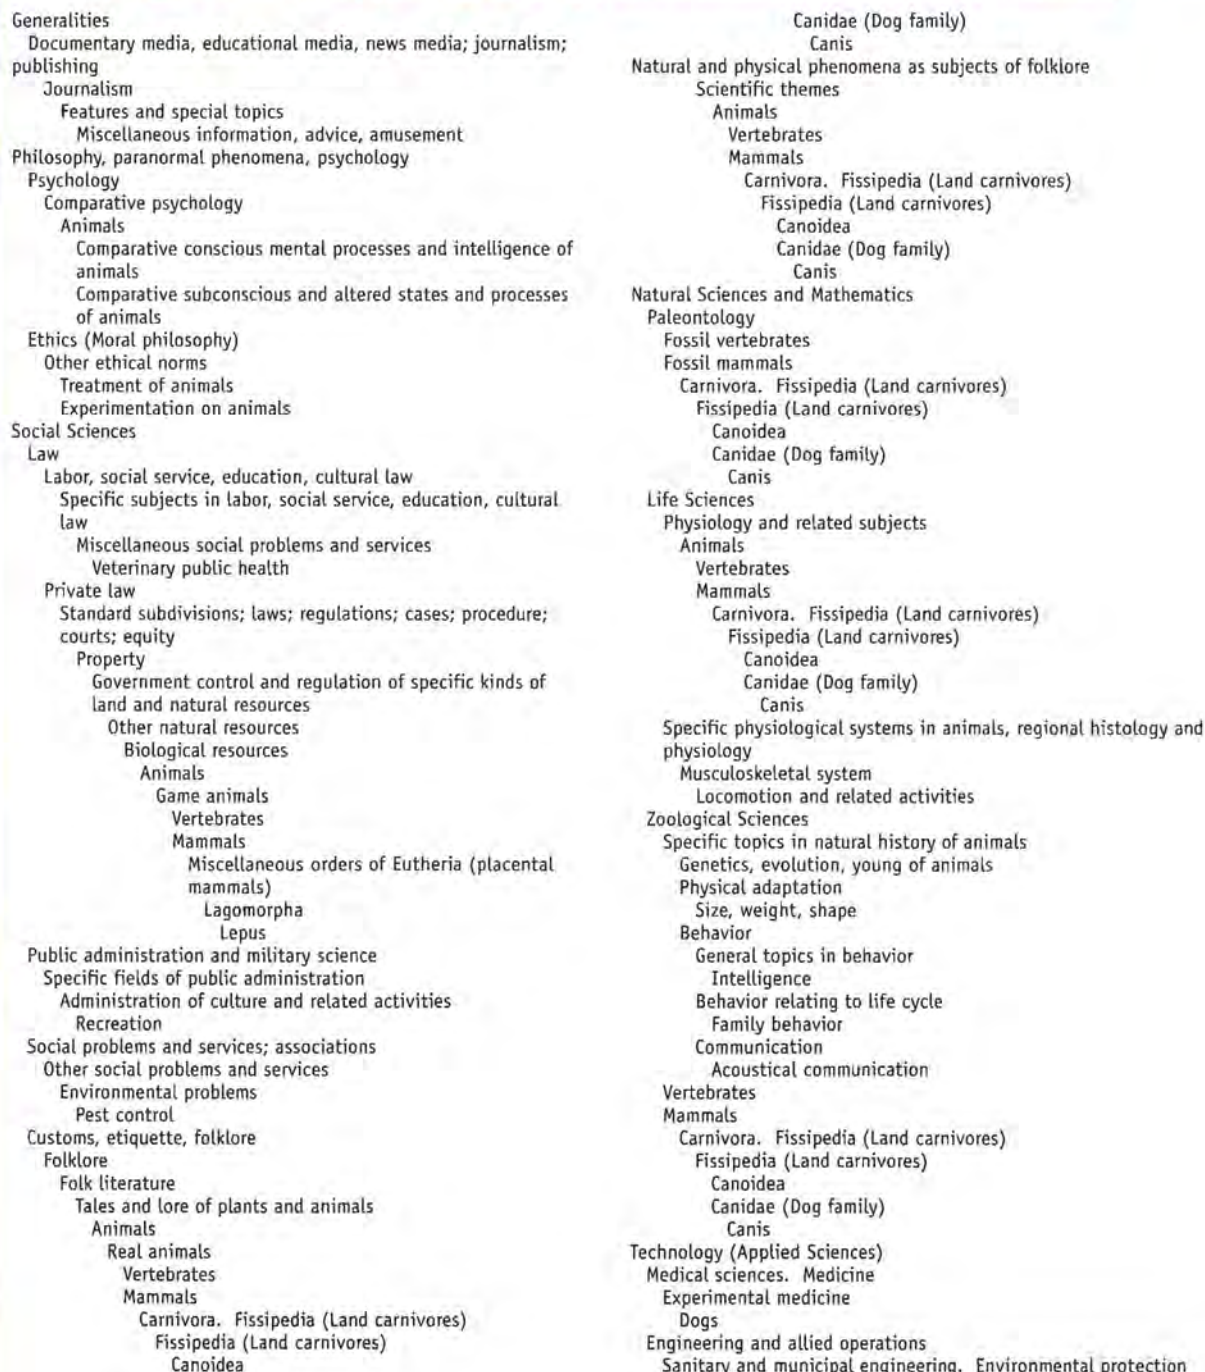 Generalities
Documentary media, educational media, news media; journalism;
publishing
Journalism
Features and special topics
Miscellaneous information, advice, amusement
Philosophy, paranormal phenomena, psychology
Psychology
Comparative psychology
Animals
Comparative conscious mental processes and intelligence of
animals
Comparative subconscious and altered states and processes
of animals
Ethics (Moral philosophy)
Other ethical norms
Treatment of animals
Experimentation on animals
Social Sciences
Law
Labor, social service, education, cultural law
Specific subjects in labor, social service, education, cultural
law
Miscellaneous social problems and services
Veterinary public health
Private law
Standard subdivisions; laws; regulations; cases; procedure;
courts; equity
Property
Government control and regulation of specific kinds of
land and natural resources
Other natural resources
Biological resources
Animals
Game animals
Vertebrates
Mammals
Miscellaneous orders of Eutheria (placental
mammals)
Lagomorpha
Lepus
Public administration and military science
Specific fields of public administration
Administration of culture and related activities
Recreation
Social problems and services; associations
Other social problems and services
Environmental problems
Pest control
Customs, etiquette, folklore
Folklore
Folk literature
Tales and lore of plants and animals
Animals
Real animals
Vertebrates
Mammals
Carnivora. Fissipedia (Land carnivores)
Fissipedia (Land carnivores)
Canoidea
Canidae (Dog family)
Canis
Natural and physical phenomena as subjects of folklore
Scientific themes
Animals
Vertebrates
Mammals
Carnivora. Fissipedia (Land carnivores)
Fissipedia (Land carnivores)
Canoidea
Canidae (Dog family)
Canis
Natural Sciences and Mathematics
Paleontology
Fossil vertebrates
Fossil mammals
Carnivora. Fissipedia (Land carnivores)
Fissipedia (Land carnivores)
Canoidea
Canidae (Dog family)
Canis
Life Sciences
Physiology and related subjects
Animals
Vertebrates
Mammals
Carnivora. Fissipedia (Land carnivores)
Fissipedia (Land carnivores)
Canoidea
Canidae (Dog family)
Canis
Specific physiological systems in animals, regional histology and
physiology
Musculoskeletal system
Locomotion and related activities
Zoological Sciences
Specific topics in natural history of animals
Genetics, evolution, young of animals
Physical adaptation
Size, weight, shape
Behavior
General topics in behavior
Intelligence
Behavior relating to life cycle
Family behavior
Communication
Acoustical communication
Vertebrates
Mammals
Carnivora. Fissipedia (Land carnivores)
Fissipedia (Land carnivores)
Canoidea
Canidae (Dog family)
Canis
Technology (Applied Sciences)
Medical sciences. Medicine
Experimental medicine
Dogs
Engineering and allied operations
Sanitary and municipal engineering. Environmental protection